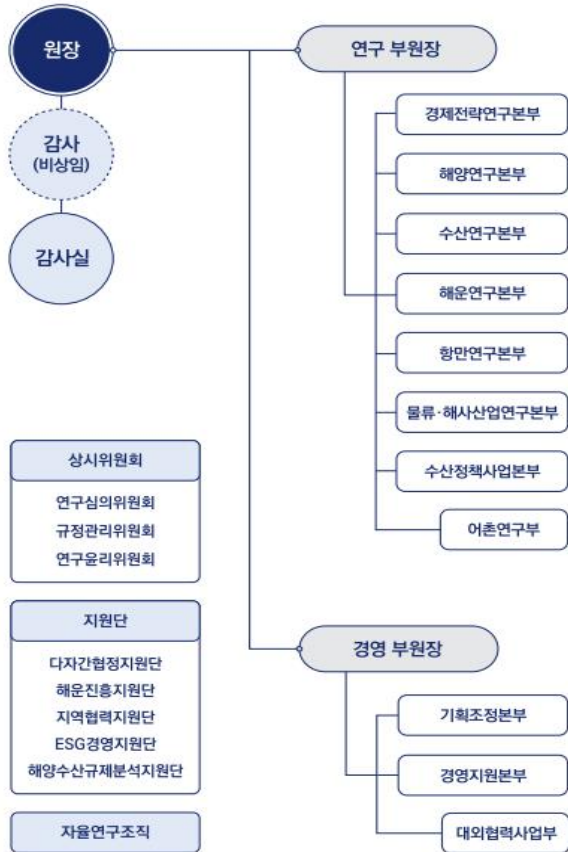 원장
감사
(비상임)
감사실
연구 부원장
경제전략연구본부
해양연구본부
수산연구본부
해운연구본부
항만연구본부
물류·해사산업연구본부
수산정책사업본부
어촌연구부
상시위원회
연구심의위원회
규정관리위원회
연구윤리위원회
지원단
다자간협정지원단
해운진흥지원단
지역협력지원단
ESG경영지원단
해양수산규제분석지원단
자율연구조직
경영 부원장
기획조정본부
경영지원본부
대외협력사업부